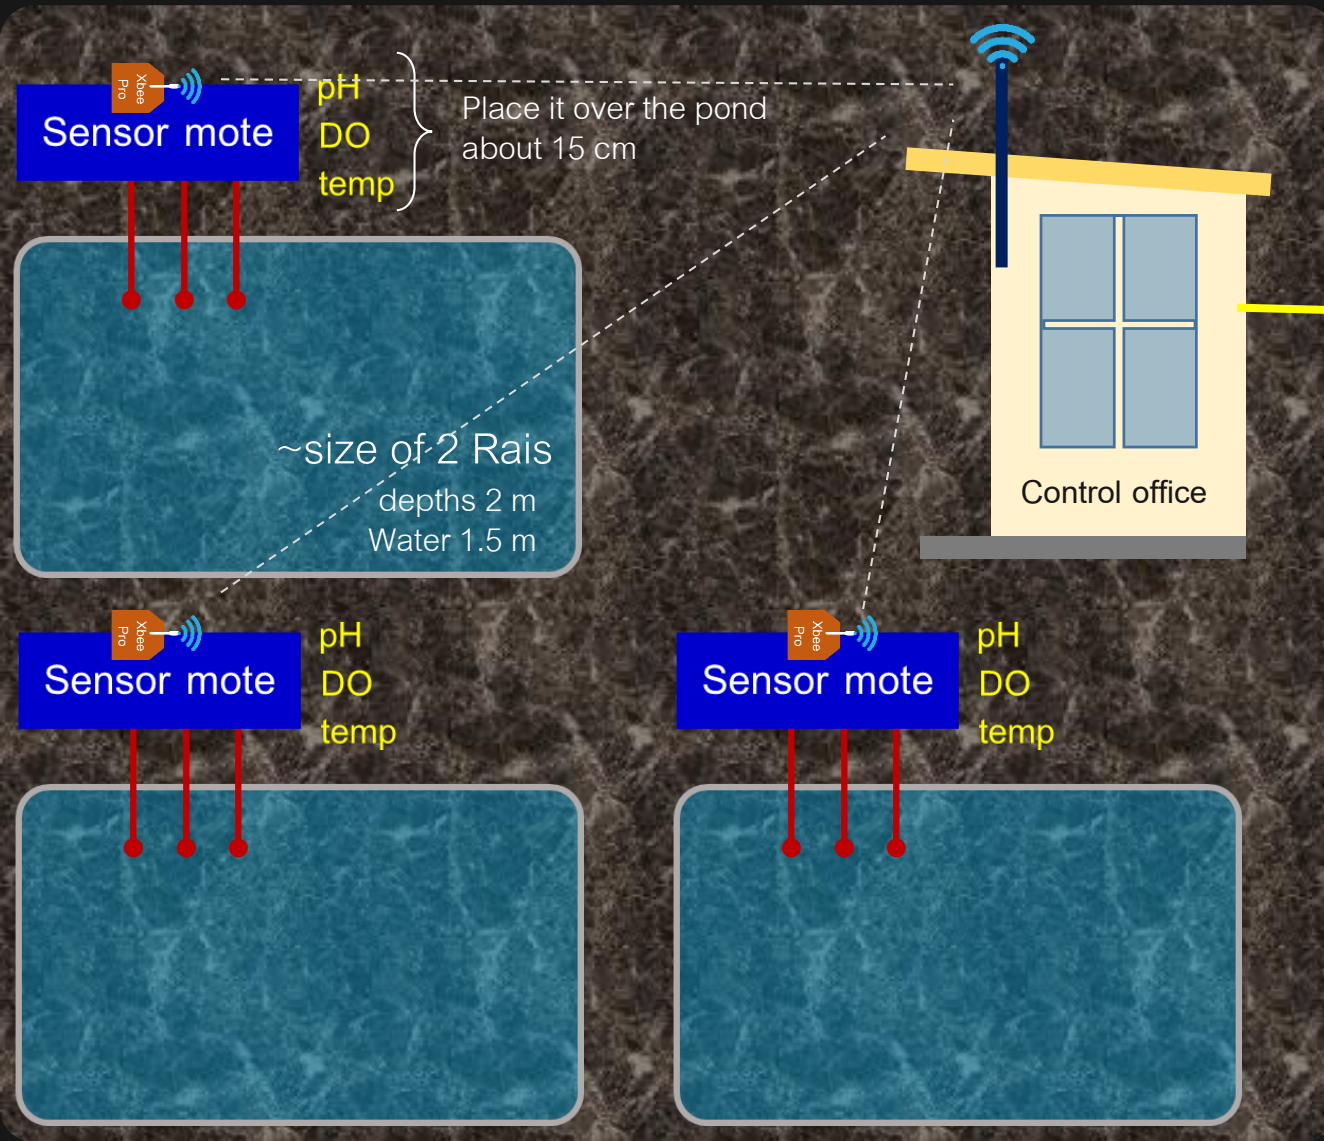 Xbee
Pro
Sensor mote
pH
DO
temp
Place it over the pond
about 15 cm
~size of 2 Rais
depths 2 m
Water 1.5 m
Control office
Xbee
Pro
Sensor mote
pH
DO
temp
Xbee
Pro
Sensor mote
pH
DO
temp